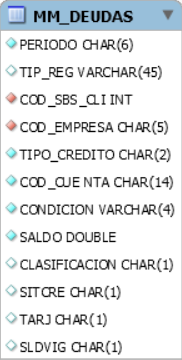 MM_DEUDAS
PERIODO CHAR(6)
TIP_REG VARCHAR(45)
COD_SBS_CLI INT
COD_EMPRESA CHAR(5)
TIPO_CREDITO CHAR(2)
COD_CUENTA CHAR(14)
CONDICION VARCHAR(4)
SALDO DOUBLE
CLASIFICACION CHAR(1)
SITCRE CHAR(1)
TARJ CHAR(1)
SLDVIG CHAR(1)